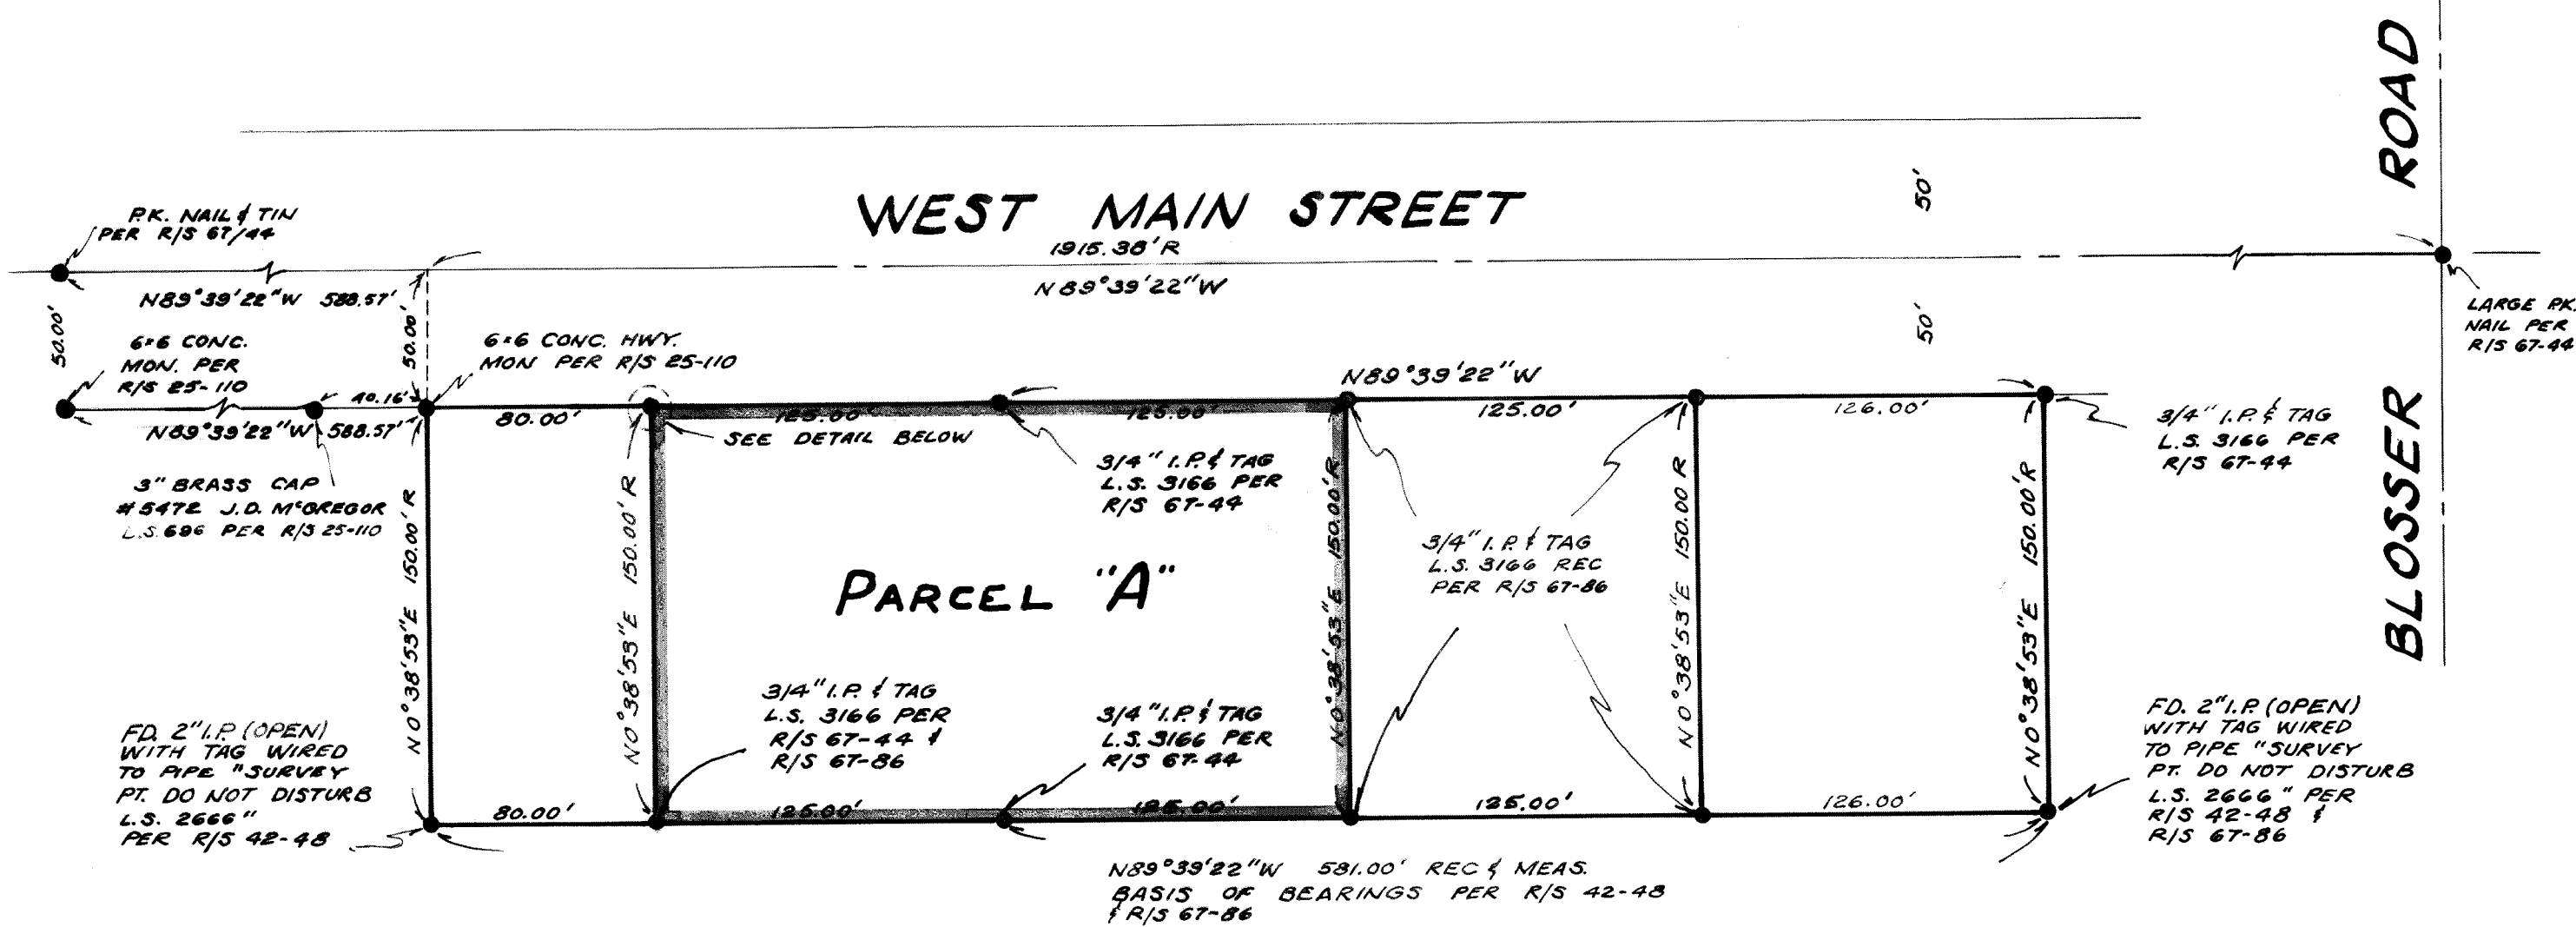 ROAD
BLOSSER
50'
WEST MAIN STREET
1915.38' R
N89°39'22"W
50'
P.K. NAIL & TIN
PER R/S 67/44
N89°39'22"W 588.57'
50.00'
50.00'
6×6 CONC.
MON. PER
R/S 25-110
6×6 CONC. HWY.
MON PER R/S 25-110
LARGE P.K.
NAIL PER
R/S 67-44
N89°39'22"W
40.16'
N89°39'22"W 588.57'
80.00'
125.00'
125.00'
125.00'
126.00'
SEE DETAIL BELOW
3/4" I.P. & TAG
L.S. 3166 PER
R/S 67-44
3/4" I.P. & TAG
L.S. 3166 PER
R/S 67-44
3" BRASS CAP
#5472 J.D. McGREGOR
L.S. 696 PER R/S 25-110
N0°38'53"E 150.00' R
N0°38'53"E 150.00' R
N0°38'53"E 150.00' R
N0°38'53"E 150.00 R
N0°38'53"E 150.00' R
3/4" I.P. & TAG
L.S. 3166 REC
PER R/S 67-86
PARCEL "A"
3/4" I.P. & TAG
L.S. 3166 PER
R/S 67-44 &
R/S 67-86
3/4" I.P. & TAG
L.S. 3166 PER
R/S 67-44
FD. 2" I.P. (OPEN)
WITH TAG WIRED
TO PIPE "SURVEY
PT. DO NOT DISTURB
L.S. 2666"
PER R/S 42-48
FD. 2" I.P. (OPEN)
WITH TAG WIRED
TO PIPE "SURVEY
PT. DO NOT DISTURB
L.S. 2666" PER
R/S 42-48 &
R/S 67-86
80.00'
125.00'
125.00'
125.00'
126.00'
N89°39'22"W 581.00' REC & MEAS.
BASIS OF BEARINGS PER R/S 42-48
& R/S 67-86